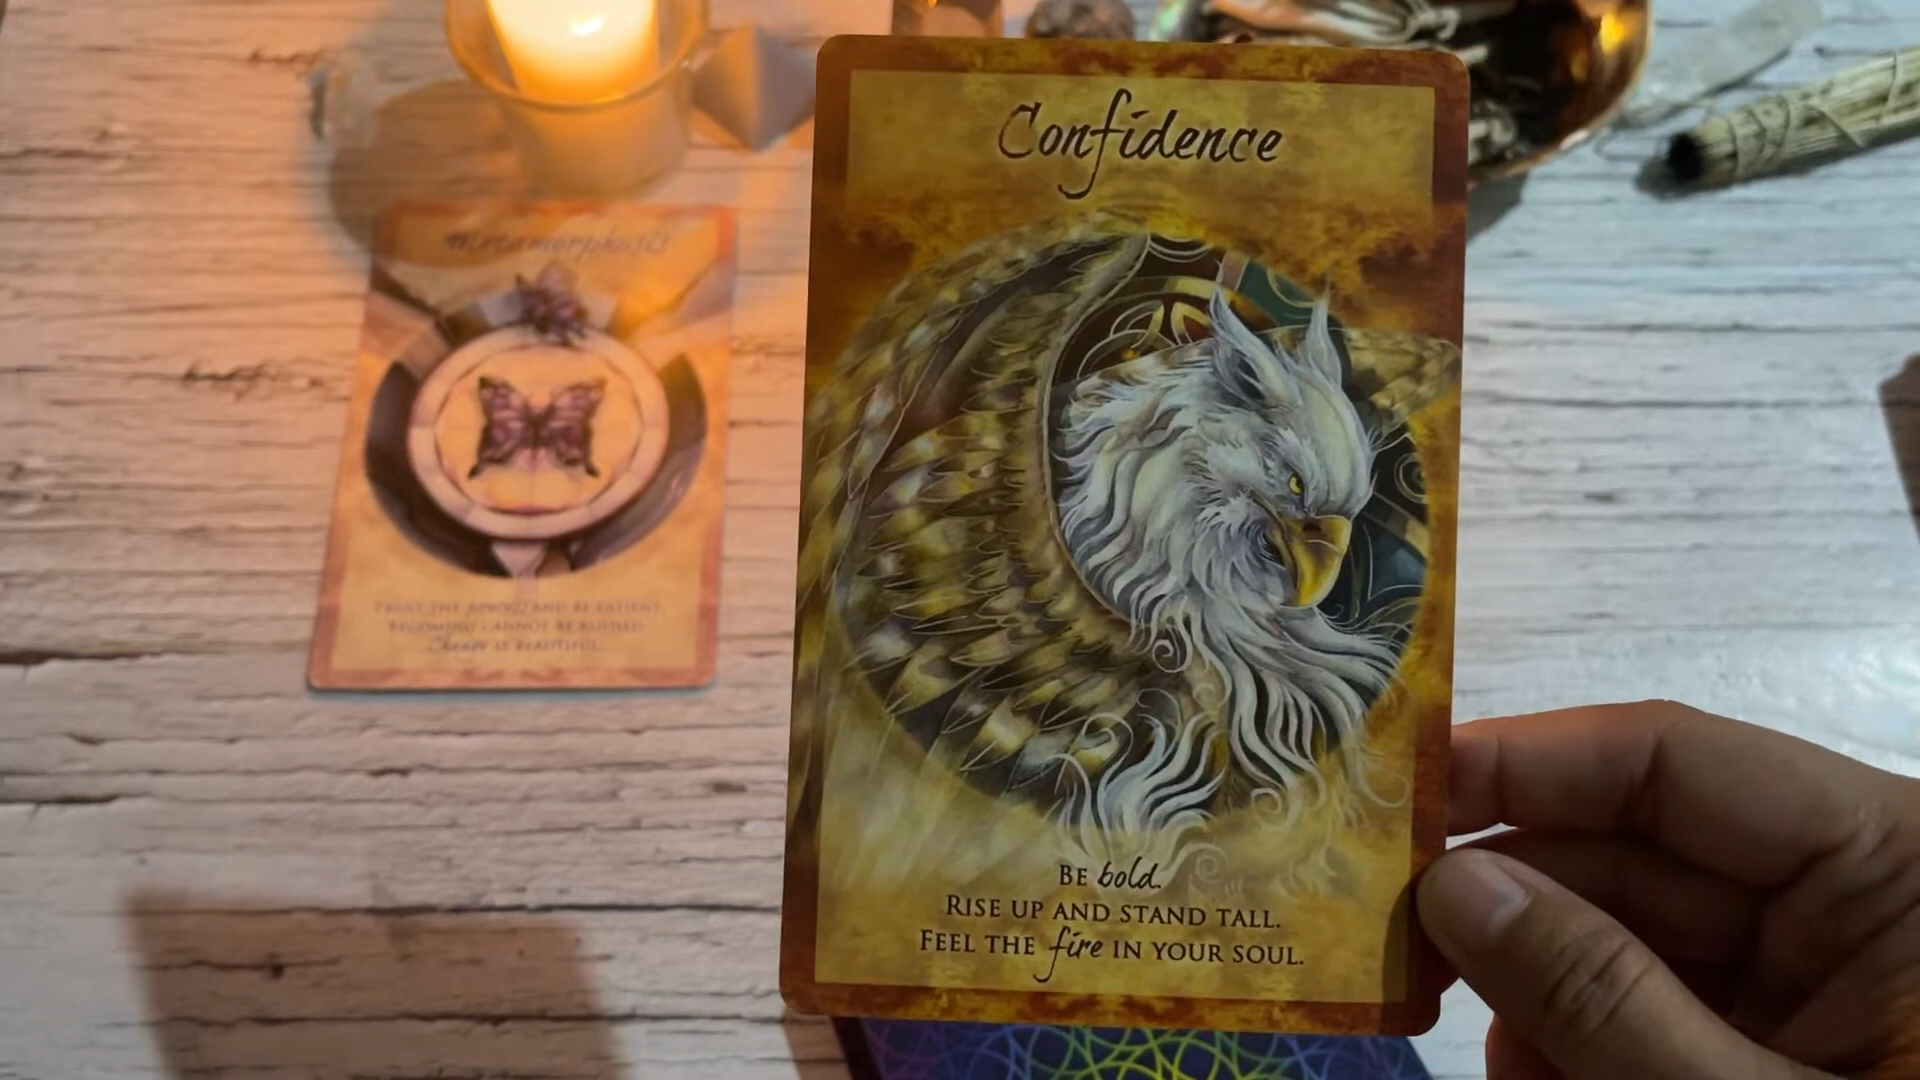 Metamorphosis
TRUST THE PROCESS AND BE PATIENT.
BECOMING CANNOT BE RUSHED.
Change IS BEAUTIFUL.
Confidence
BE bold.
RISE UP AND STAND TALL.
FEEL THE fire IN YOUR SOUL.